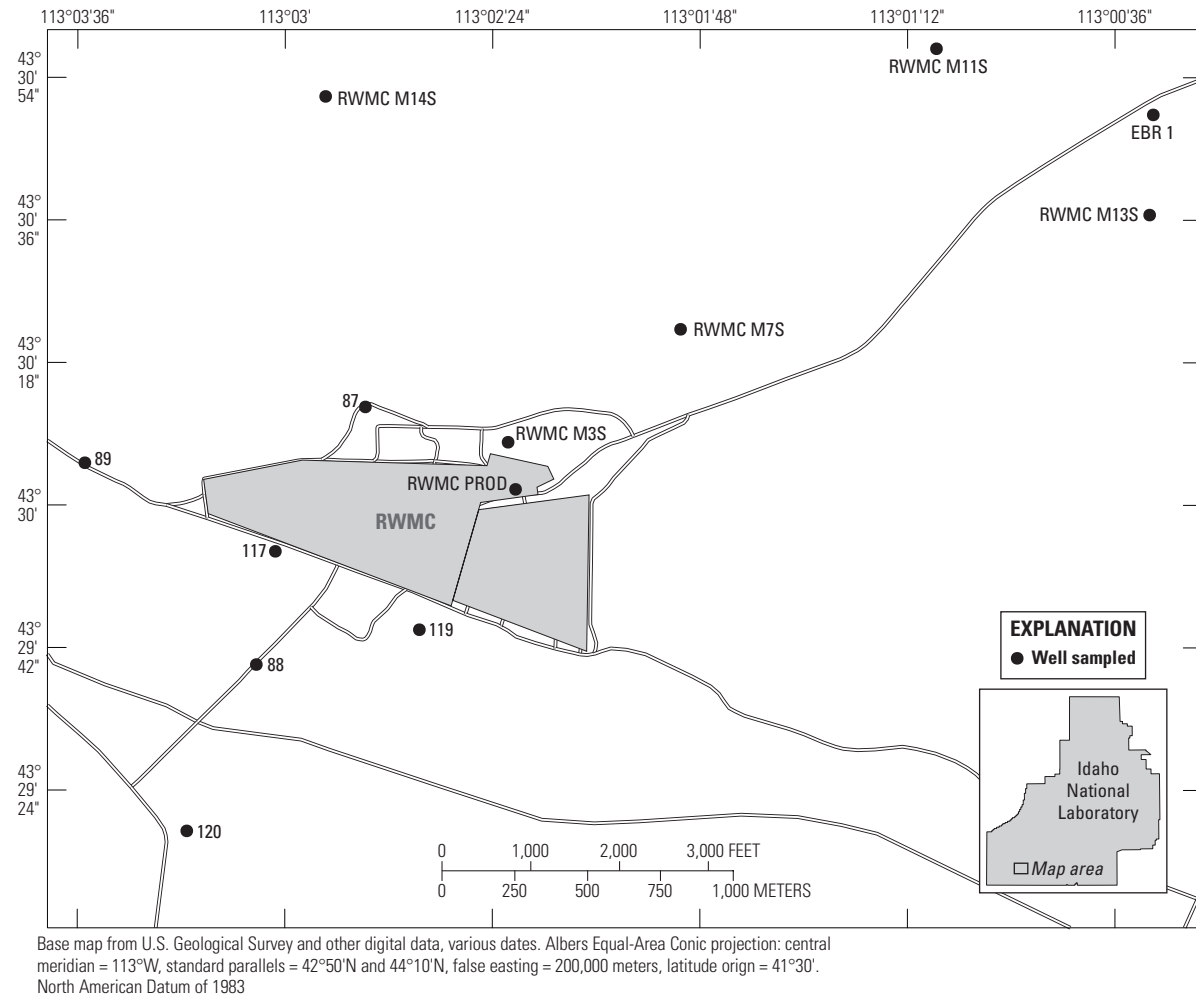 113°03'36"
113°03'
113°02'24"
113°01'48"
113°01'12"
113°00'36"
43°
30'
54"
RWMC M11S
RWMC M14S
EBR 1
43°
30'
36"
RWMC M13S
RWMC M7S
43°
30'
18"
87
RWMC M3S
89
RWMC PROD
43°
30'
RWMC
117
43°
29'
42"
119
88
EXPLANATION
Well sampled
43°
29'
24"
Idaho
National
Laboratory
Map area
120
0 1,000 2,000 3,000 FEET
0 250 500 750 1,000 METERS
Base map from U.S. Geological Survey and other digital data, various dates. Albers Equal-Area Conic projection: central
meridian = 113°W, standard parallels = 42°50'N and 44°10'N, false easting = 200,000 meters, latitude orign = 41°30'.
North American Datum of 1983